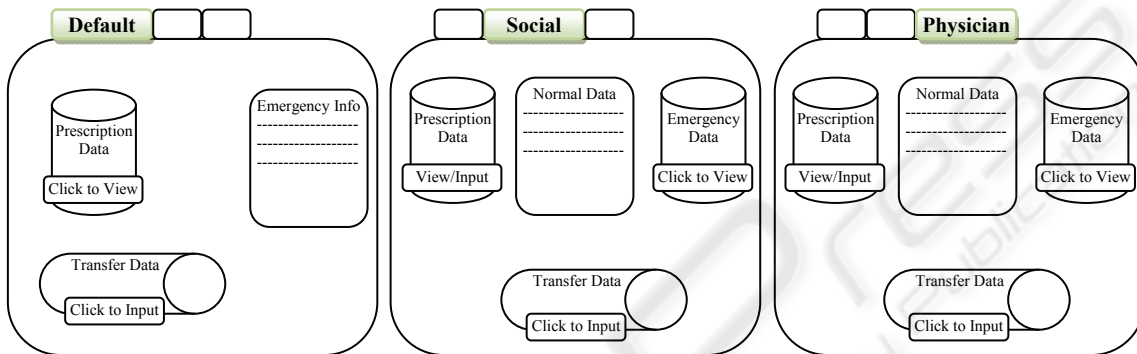 Default
Prescription
Data
Click to View
Emergency Info
--------------------
--------------------
--------------------
Transfer Data
Click to Input
Social
Prescription
Data
View/Input
Normal Data
--------------------
--------------------
--------------------
Emergency
Data
Click to View
Transfer Data
Click to Input
Physician
Prescription
Data
View/Input
Normal Data
--------------------
--------------------
--------------------
Emergency
Data
Click to View
Transfer Data
Click to Input